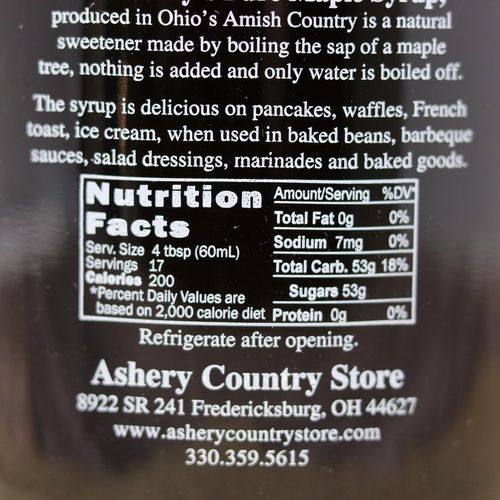 Pure Maple Syrup,
produced in Ohio's Amish Country is a natural
sweetener made by boiling the sap of a maple
tree, nothing is added and only water is boiled off.
The syrup is delicious on pancakes, waffles, French
toast, ice cream, when used in baked beans, barbeque
sauces, salad dressings, marinades and baked goods.
Nutrition
Facts
Serv. Size 4 tbsp (60mL)
Servings 17
Calories 200
*Percent Daily Values are
based on 2,000 calorie diet
Amount/Serving %DV*
Total Fat 0g 0%
Sodium 7mg 0%
Total Carb. 53g 18%
Sugars 53g
Protein 0g 0%
Refrigerate after opening.
Ashery Country Store
8922 SR 241 Fredericksburg, OH 44627
www.asherycountrystore.com
330.359.5615